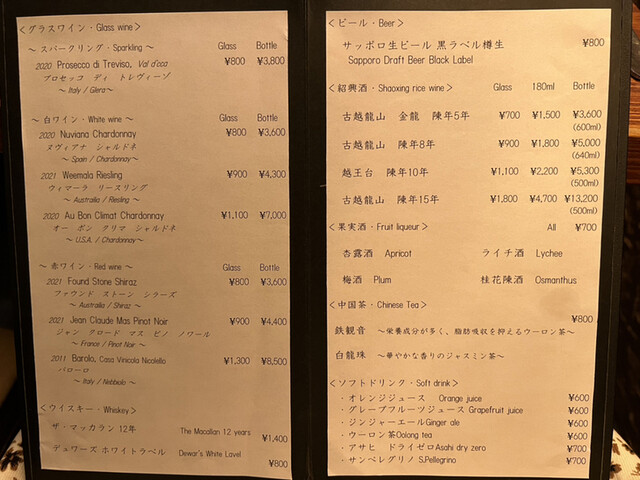 ＜グラスワイン・Glass wine＞
～ スパークリング・Sparkling ～ Glass Bottle
2020 Prosecco di Treviso, Val d'cca ¥800 ¥3,800
プロセッコ ディ トレヴィーゾ
～ Italy / Glera～
～ 白ワイン・White wine ～ Glass Bottle
2020 Nuviana Chardonnay ¥800 ¥3,600
ヌヴィアナ シャルドネ
～ Spain / Chardonnay～
2021 Weemala Riesling ¥900 ¥4,300
ウィマーラ リースリング
～ Australia / Riesling ～
2020 Au Bon Climat Chardonnay ¥1,100 ¥7,000
オー ボン クリマ シャルドネ
～ U.S.A. / Chardonnay～
～ 赤ワイン・Red wine ～ Glass Bottle
2021 Found Stone Shiraz ¥800 ¥3,600
ファウンド ストーン シラーズ
～ Australia / Shiraz ～
2021 Jean Claude Mas Pinot Noir ¥900 ¥4,400
ジャン クロード マス ピノ ノワール
～ France / Pinot Noir ～
2011 Barolo, Casa Vinicola Nicolello ¥1,300 ¥8,500
バローロ
～ Italy / Nebbiolo ～
＜ウイスキー・Whiskey＞
ザ・マッカラン 12年 The Macallan 12 years ¥1,400
デュワーズ ホワイトラベル Dewar's White Lavel ¥800
＜ビール・Beer＞
サッポロ生ビール 黒ラベル樽生 ¥800
Sapporo Draft Beer Black Label
＜紹興酒・Shaoxing rice wine＞ Glass 180ml Bottle
古越龍山 金龍 陳年5年 ¥700 ¥1,500 ¥3,600
(600ml)
古越龍山 陳年8年 ¥900 ¥1,800 ¥5,000
(640ml)
越王台 陳年10年 ¥1,100 ¥2,200 ¥5,300
(500ml)
古越龍山 陳年15年 ¥1,800 ¥4,700 ¥13,200
(500ml)
＜果実酒・Fruit liqueur＞ All ¥700
杏露酒 Apricot ライチ酒 Lychee
梅酒 Plum 桂花陳酒 Osmanthus
＜中国茶・Chinese Tea＞
¥800
鉄観音 ～栄養成分が多く、脂肪吸収を抑えるウーロン茶～
白龍珠 ～華やかな香りのジャスミン茶～
＜ソフトドリンク・Soft drink＞
・オレンジジュース Orange juice ¥600
・グレープフルーツジュース Grapefruit juice ¥600
・ジンジャーエールGinger ale ¥600
・ウーロン茶Oolong tea ¥600
・アサヒ ドライゼロAsahi dry zero ¥700
・サンペレグリノ S.Pellegrino ¥700